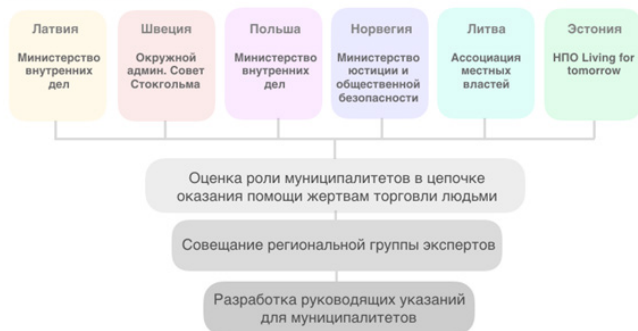 Латвия
Министерство
внутренних
дел
Швеция
Окружной
админ. Совет
Стокгольма
Польша
Министерство
внутренних
дел
Норвегия
Министерство
юстиции и
общественной
безопасности
Литва
Ассоциация
местных
властей
Эстония
НПО Living for
tomorrow
Оценка роли муниципалитетов в цепочке
оказания помощи жертвам торговли людьми
Совещание региональной группы экспертов
Разработка руководящих указаний
для муниципалитетов